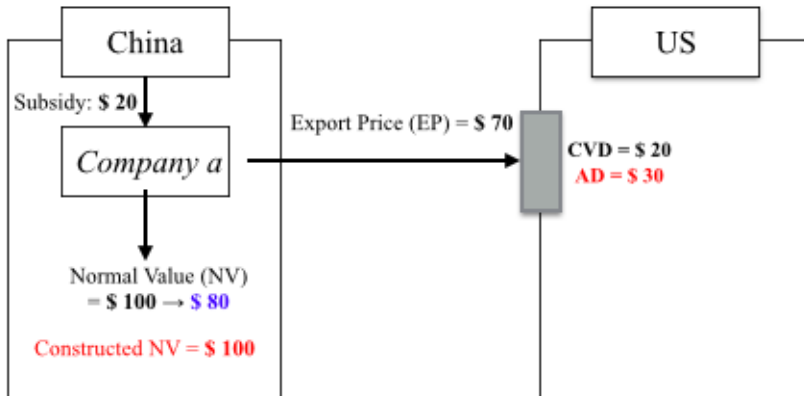 China
US
Subsidy: $ 20
Export Price (EP) = $ 70
Company a
CVD = $ 20
AD = $ 30
Normal Value (NV)
= $ 100 → $ 80
Constructed NV = $ 100